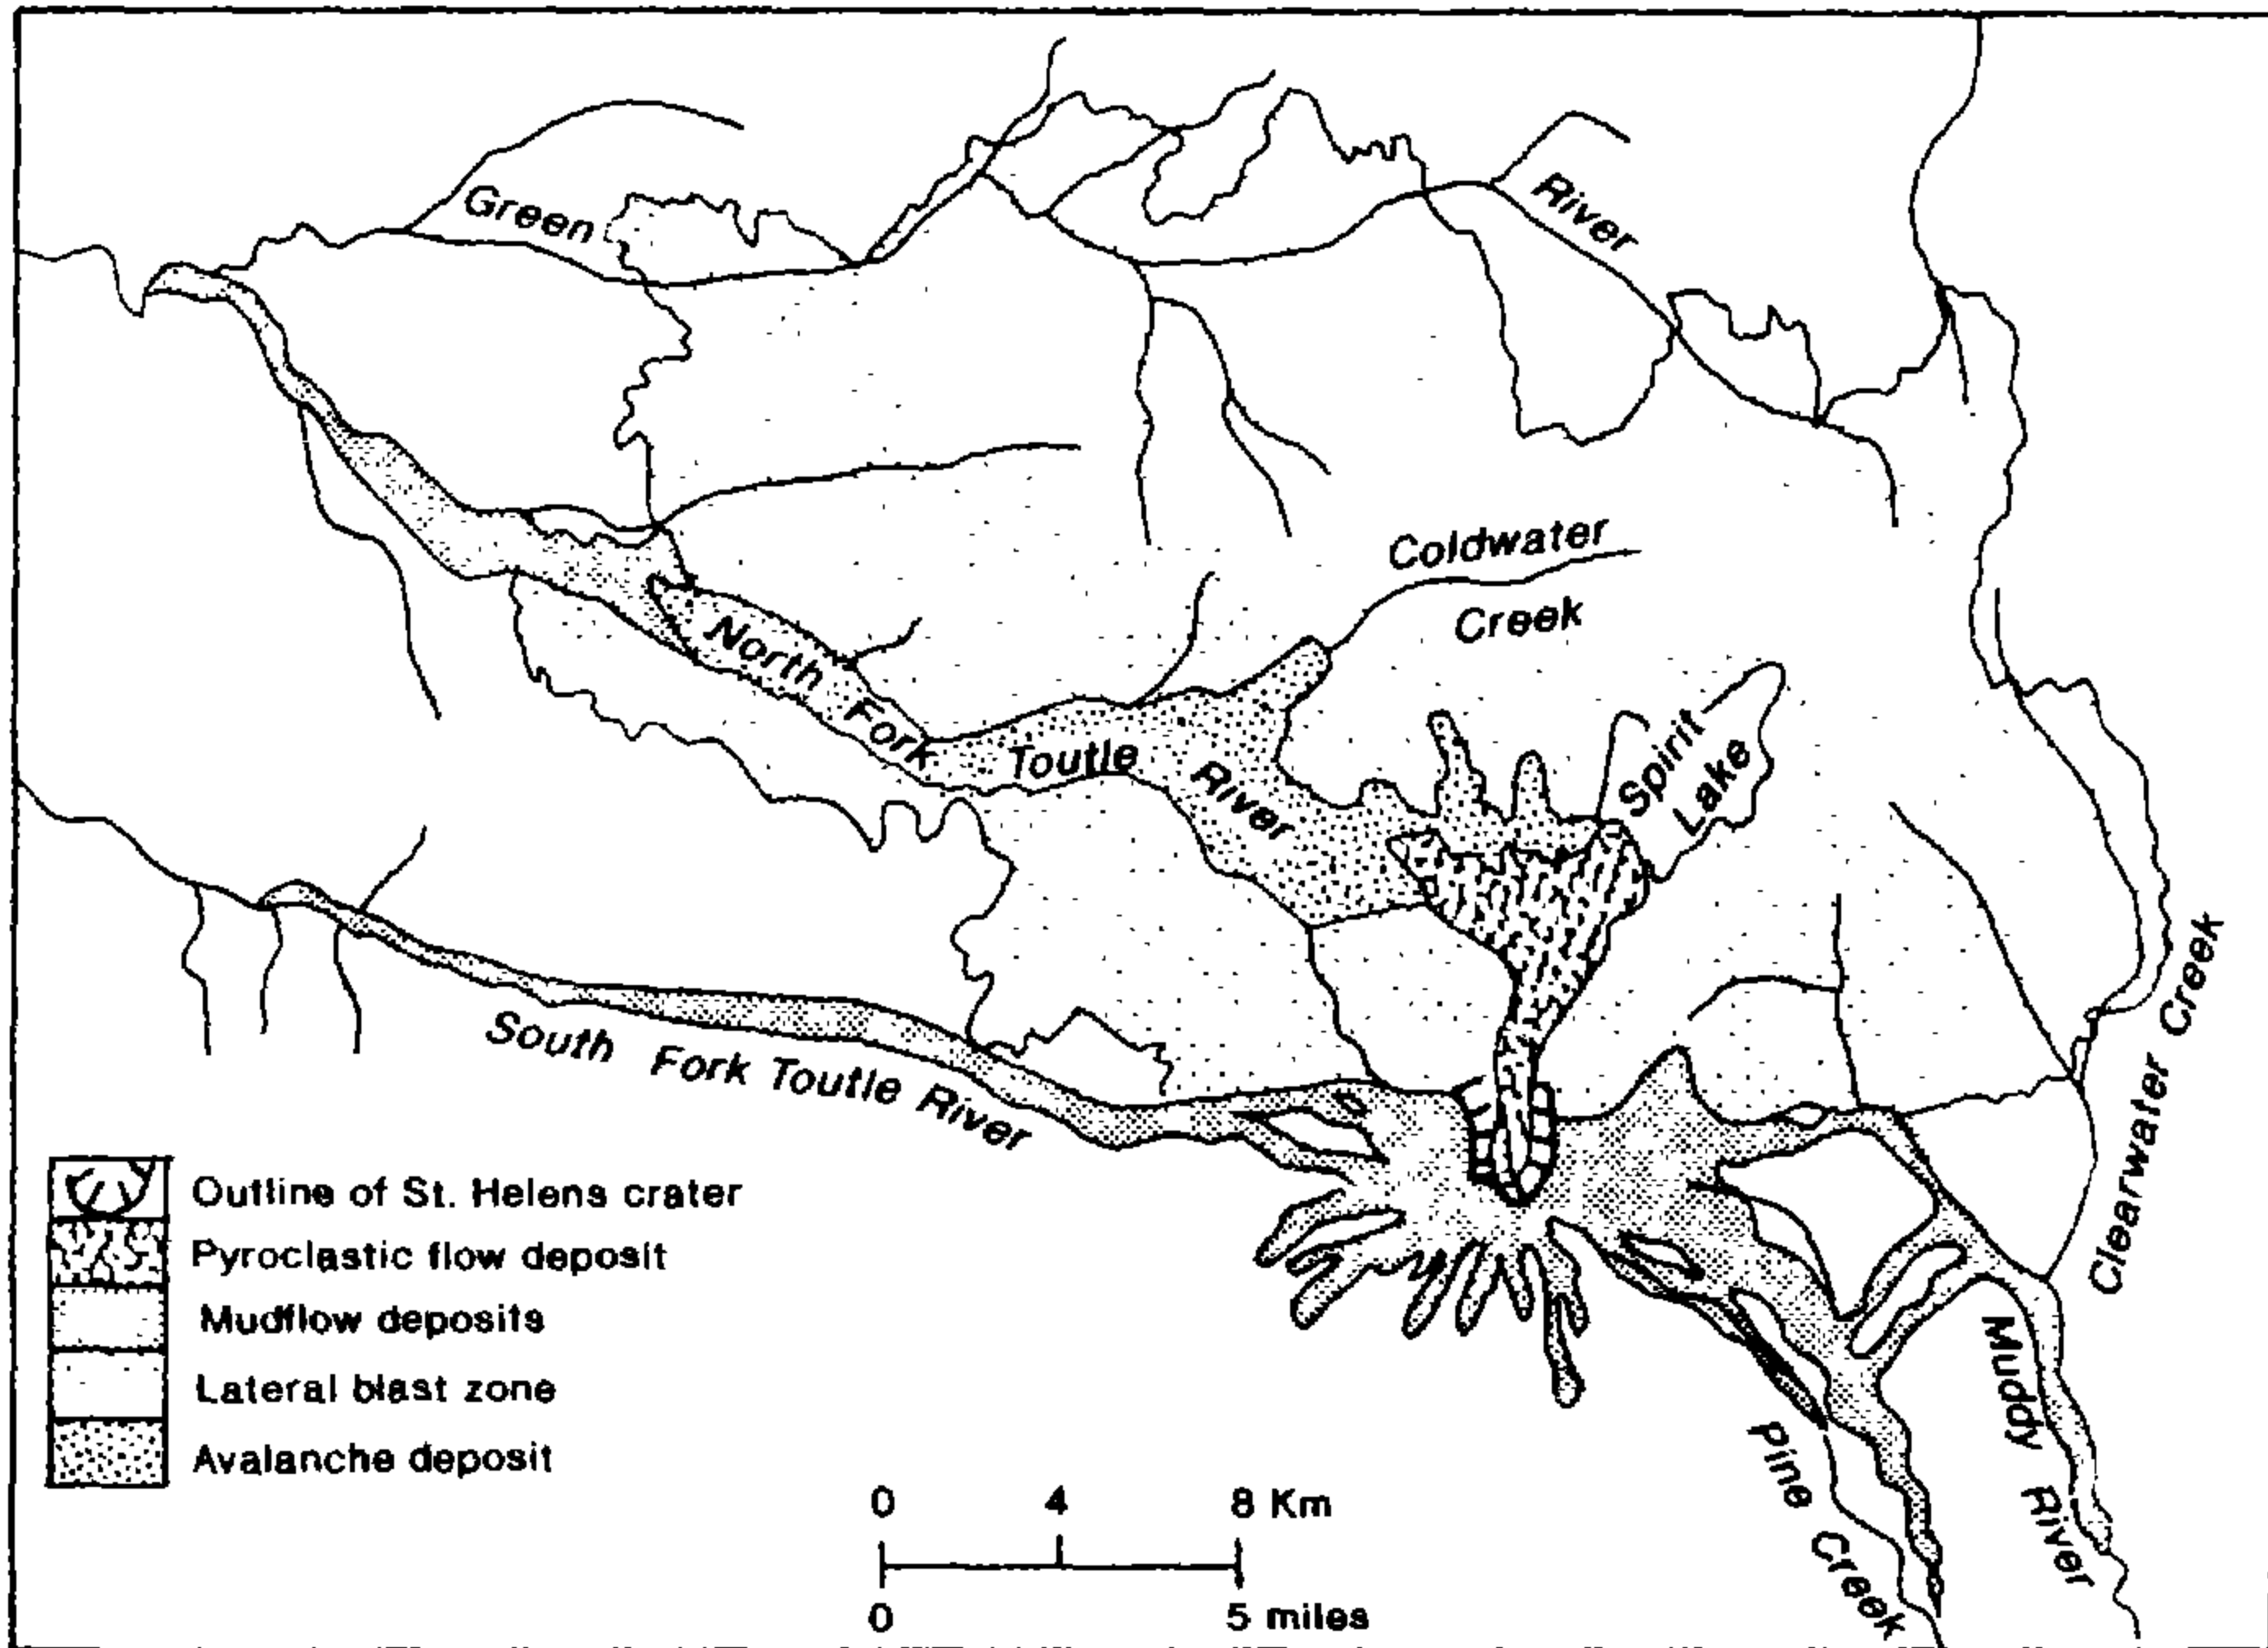 Green
River
Coldwater
Creek
North
Fork
Toutle
River
Spirit
Lake
Clearwater Creek
South Fork Toutle River
Muddy River
Pine Creek
Outline of St. Helens crater
Pyroclastic flow deposit
Mudflow deposits
Lateral blast zone
Avalanche deposit
0 4 8 Km
0 5 miles